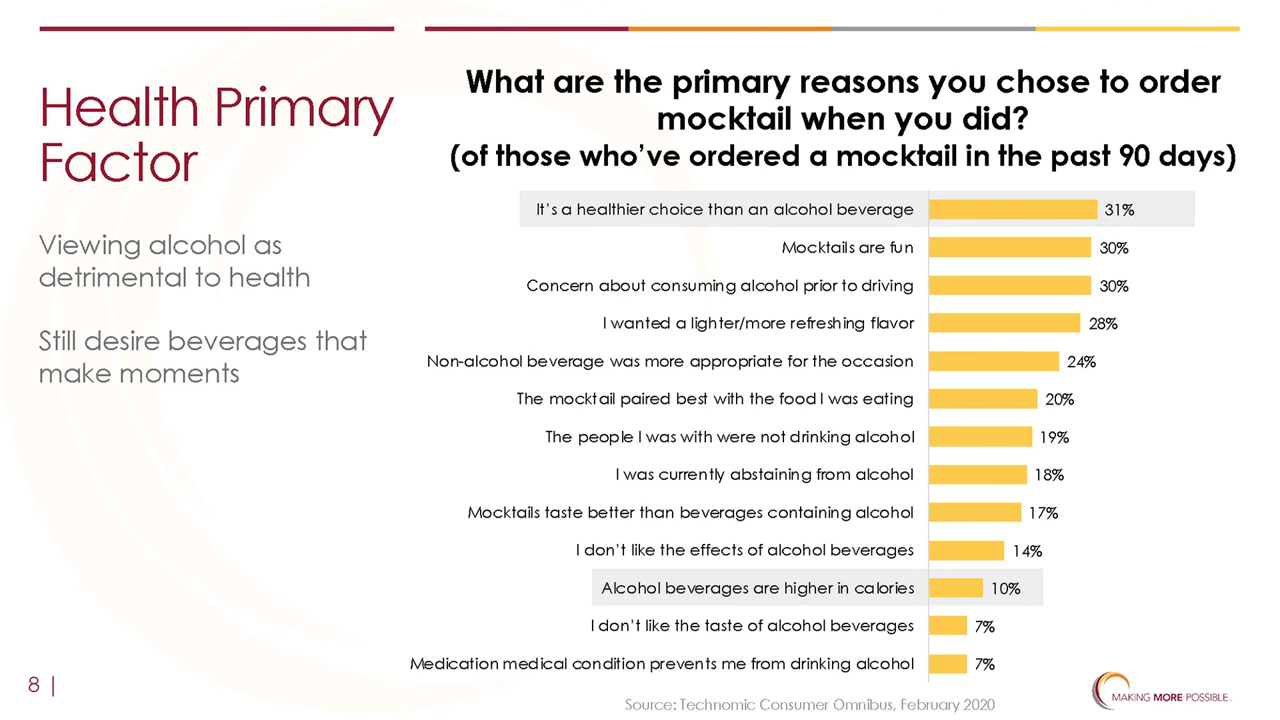 Health Primary
Factor
Viewing alcohol as
detrimental to health
Still desire beverages that
make moments
What are the primary reasons you chose to order
mocktail when you did?
(of those who've ordered a mocktail in the past 90 days)
It's a healthier choice than an alcohol beverage 31%
Mocktails are fun 30%
Concern about consuming alcohol prior to driving 30%
I wanted a lighter/more refreshing flavor 28%
Non-alcohol beverage was more appropriate for the occasion 24%
The mocktail paired best with the food I was eating 20%
The people I was with were not drinking alcohol 19%
I was currently abstaining from alcohol 18%
Mocktails taste better than beverages containing alcohol 17%
I don't like the effects of alcohol beverages 14%
Alcohol beverages are higher in calories 10%
I don't like the taste of alcohol beverages 7%
Medication medical condition prevents me from drinking alcohol 7%
8 |
Source: Technomic Consumer Omnibus, February 2020
MAKING MORE POSSIBLE.